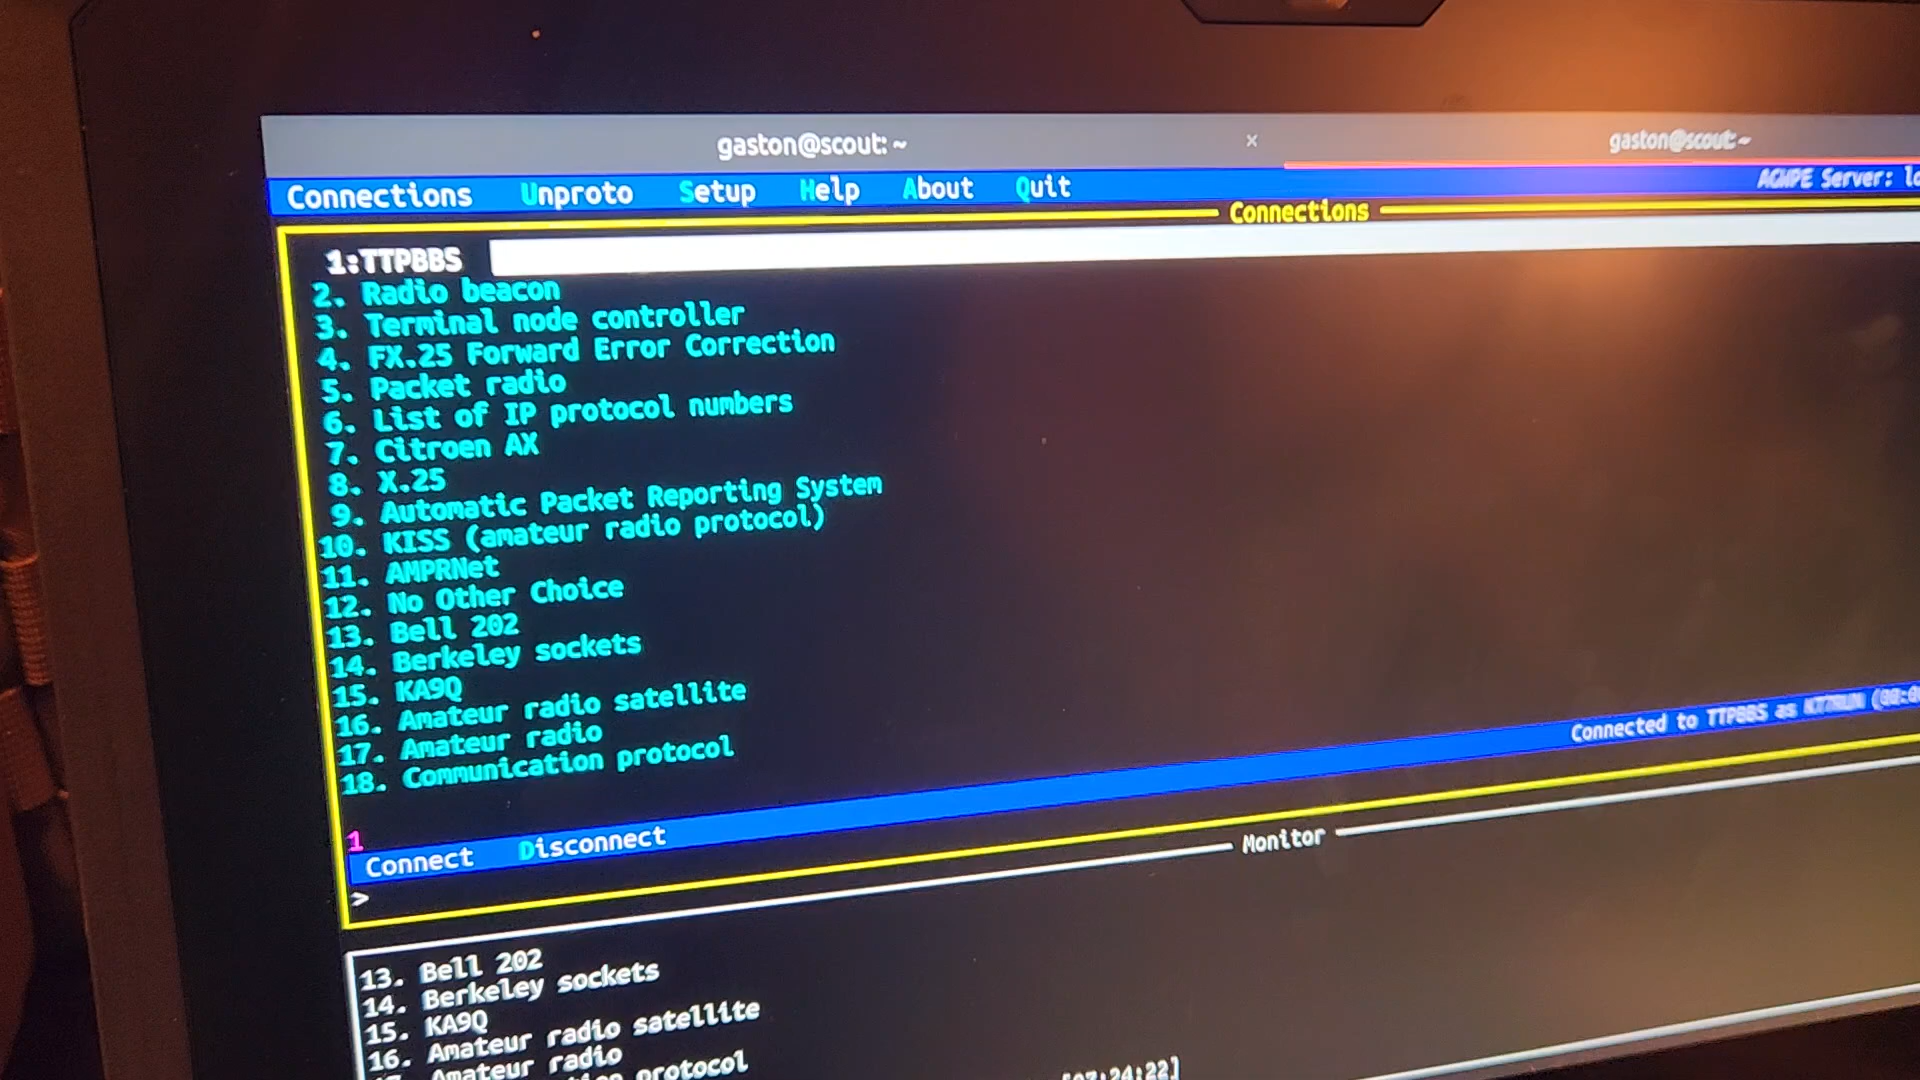 gaston@scout: ~ × gaston@scout: ~
Connections Unproto Setup Help About Quit AGWPE Server:
Connections
1:TTPBBS
2. Radio beacon
3. Terminal node controller
4. FX.25 Forward Error Correction
5. Packet radio
6. List of IP protocol numbers
7. Citroen AX
8. X.25
9. Automatic Packet Reporting System
10. KISS (amateur radio protocol)
11. AMPRNet
12. No Other Choice
13. Bell 202
14. Berkeley sockets
15. KA9Q
16. Amateur radio satellite
17. Amateur radio
18. Communication protocol
Connected to TTPBBS as KT7RUN
1
Connect Disconnect
>
Monitor
13. Bell 202
14. Berkeley sockets
15. KA9Q
16. Amateur radio satellite
Amateur radio
protocol